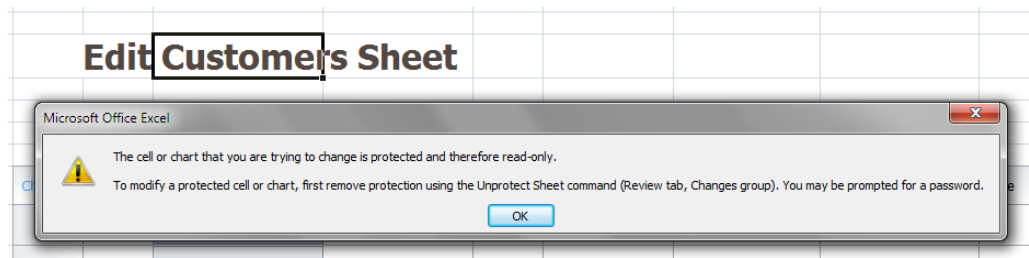 Edit Customers Sheet
Microsoft Office Excel
The cell or chart that you are trying to change is protected and therefore read-only.
To modify a protected cell or chart, first remove protection using the Unprotect Sheet command (Review tab, Changes group). You may be prompted for a password.
OK